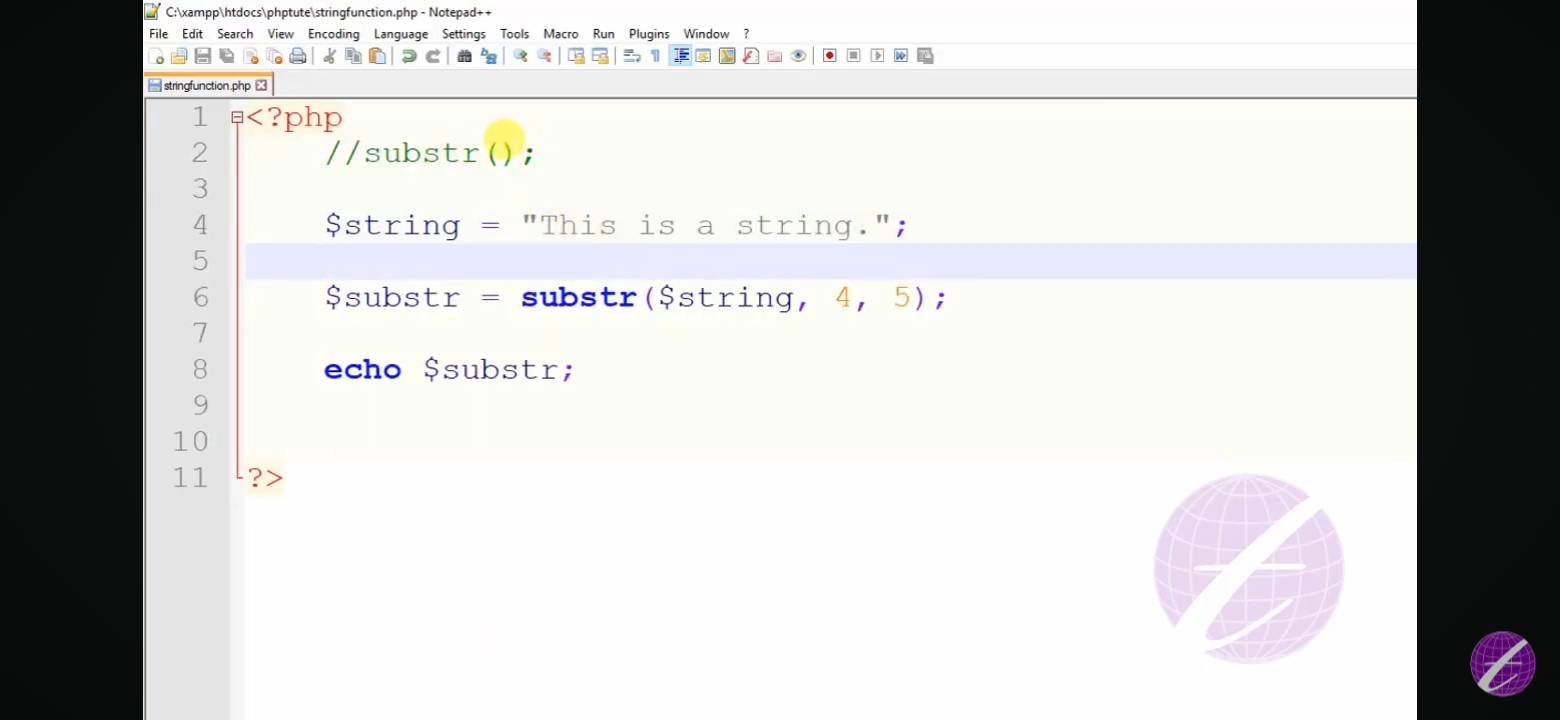 C:\xampp\htdocs\phptute\stringfunction.php - Notepad++
File Edit Search View Encoding Language Settings Tools Macro Run Plugins Window ?
stringfunction.php
1 <?php
2 //substr();
3
4 $string = "This is a string.";
5
6 $substr = substr($string, 4, 5);
7
8 echo $substr;
9
10
11 ?>